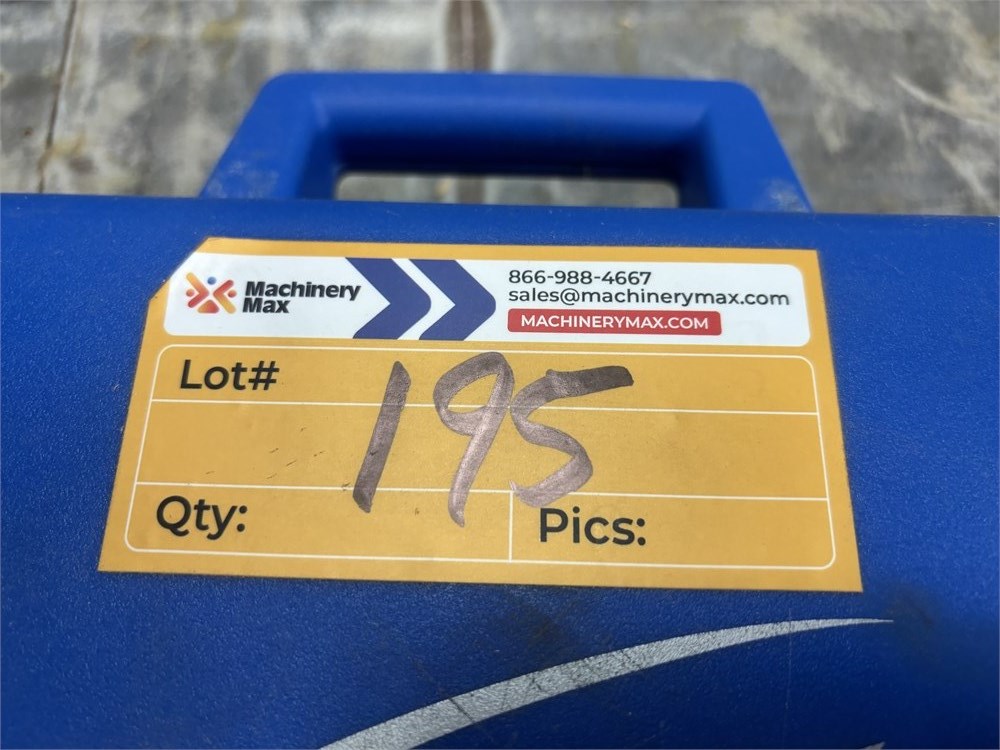 Machinery
Max
866-988-4667
sales@machinerymax.com
MACHINERYMAX.COM
Lot# 195
Qty:
Pics: